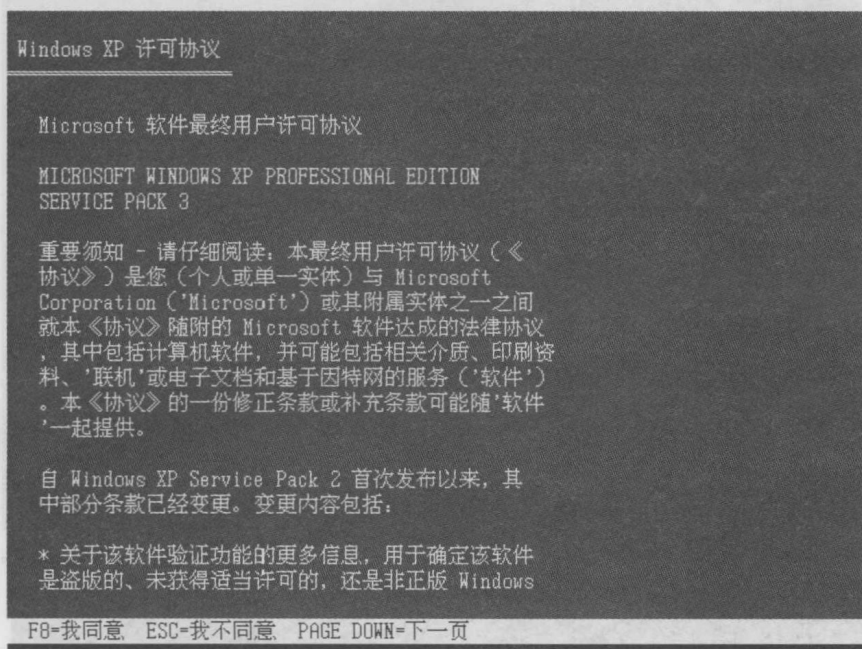 Windows XP 许可协议
Microsoft 软件最终用户许可协议
MICROSOFT WINDOWS XP PROFESSIONAL EDITION
SERVICE PACK 3
重要须知 - 请仔细阅读：本最终用户许可协议（《
协议》）是您（个人或单一实体）与 Microsoft
Corporation（'Microsoft'）或其附属实体之一之间
就本《协议》随附的 Microsoft 软件达成的法律协议
，其中包括计算机软件，并可能包括相关介质、印刷资
料、'联机'或电子文档和基于因特网的服务（'软件'）
。本《协议》的一份修正条款或补充条款可能随'软件
'一起提供。
自 Windows XP Service Pack 2 首次发布以来，其
中部分条款已经变更。变更内容包括：
* 关于该软件验证功能的更多信息，用于确定该软件
是盗版的、未获得适当许可的，还是非正版 Windows
F8=我同意 ESC=我不同意 PAGE DOWN=下一页